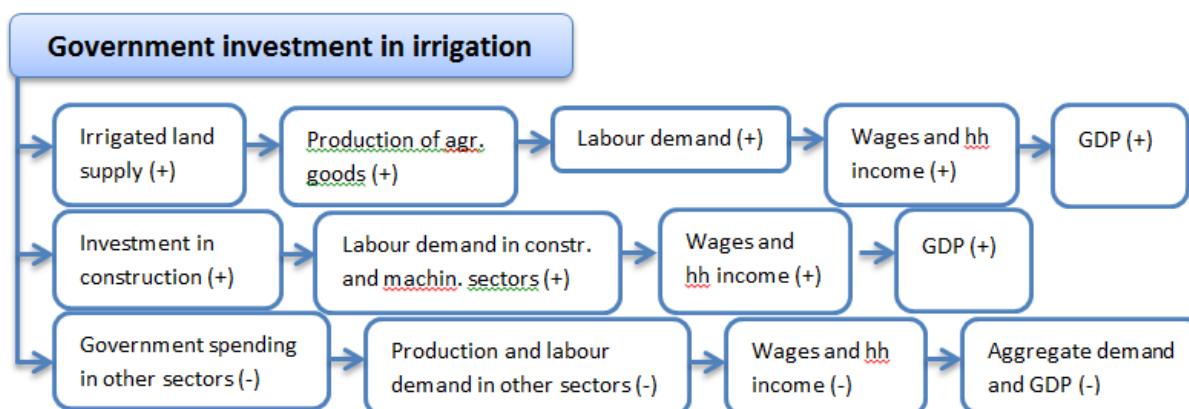 Government investment in irrigation
Irrigated land
supply (+)
Production of agr.
goods (+)
Labour demand (+)
Wages and hh
income (+)
GDP (+)
Investment in
construction (+)
Labour demand in constr.
and machin. sectors (+)
Wages and
hh income (+)
GDP (+)
Government spending
in other sectors (-)
Production and labour
demand in other sectors (-)
Wages and hh
income (-)
Aggregate demand
and GDP (-)